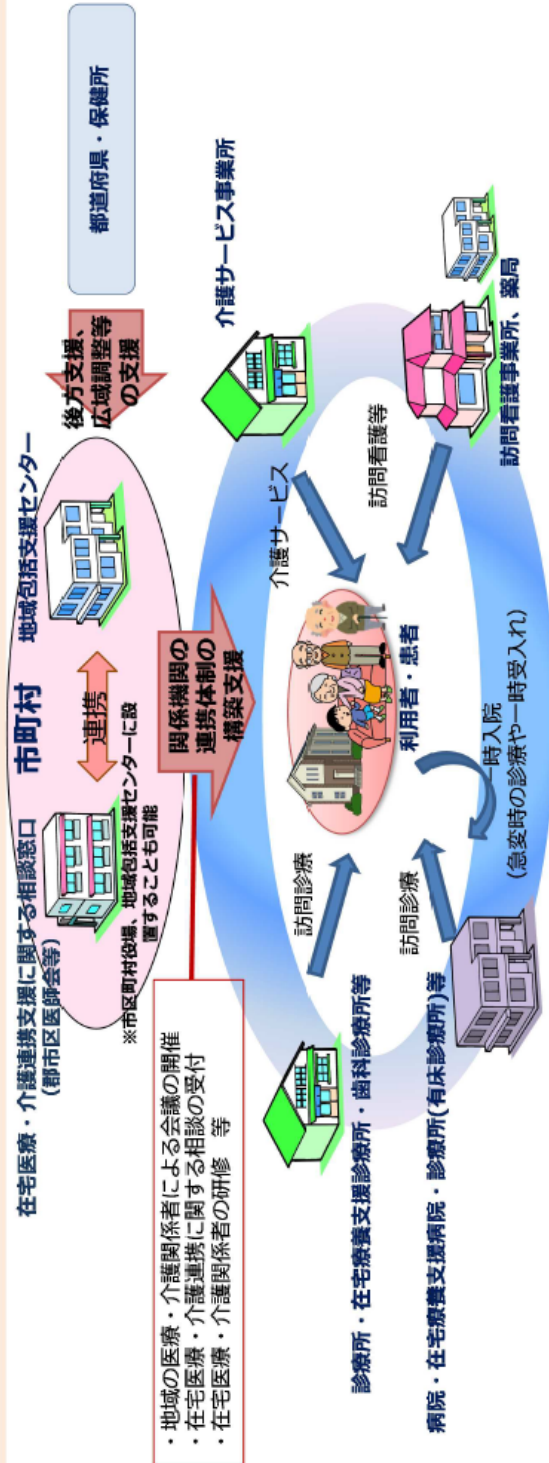 在宅医療・介護連携支援に関する相談窓口
(郡市区医師会等)
市町村
地域包括支援センター
連携
※市区町村役場、地域包括支援センターに設
置することも可能
後方支援、
広域調整等
の支援
都道府県・保健所
・地域の医療・介護関係者による会議の開催
・在宅医療・介護連携に関する相談の受付
・在宅医療・介護関係者の研修　等
関係機関の
連携体制の
構築支援
介護サービス事業所
診療所・在宅療養支援診療所・歯科診療所等
訪問診療
介護サービス
利用者・患者
訪問診療
訪問看護等
病院・在宅療養支援病院・診療所(有床診療所)等
一時入院
(急変時の診療や一時受入れ)
訪問看護事業所、薬局